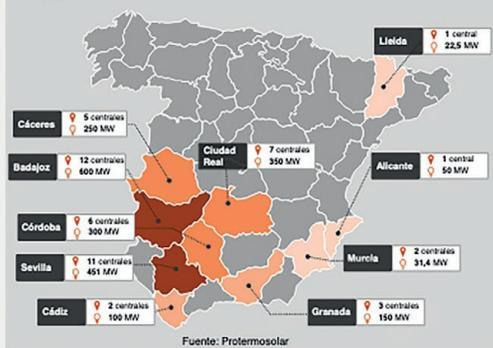 Lleida
1 central
22,5 MW
Cáceres
5 centrales
250 MW
Ciudad
Real
7 centrales
350 MW
Badajoz
12 centrales
600 MW
Alicante
1 central
50 MW
Córdoba
6 centrales
300 MW
Sevilla
11 centrales
451 MW
Murcia
2 centrales
31,4 MW
Cádiz
2 centrales
100 MW
Granada
3 centrales
150 MW
Fuente: Protermosolar